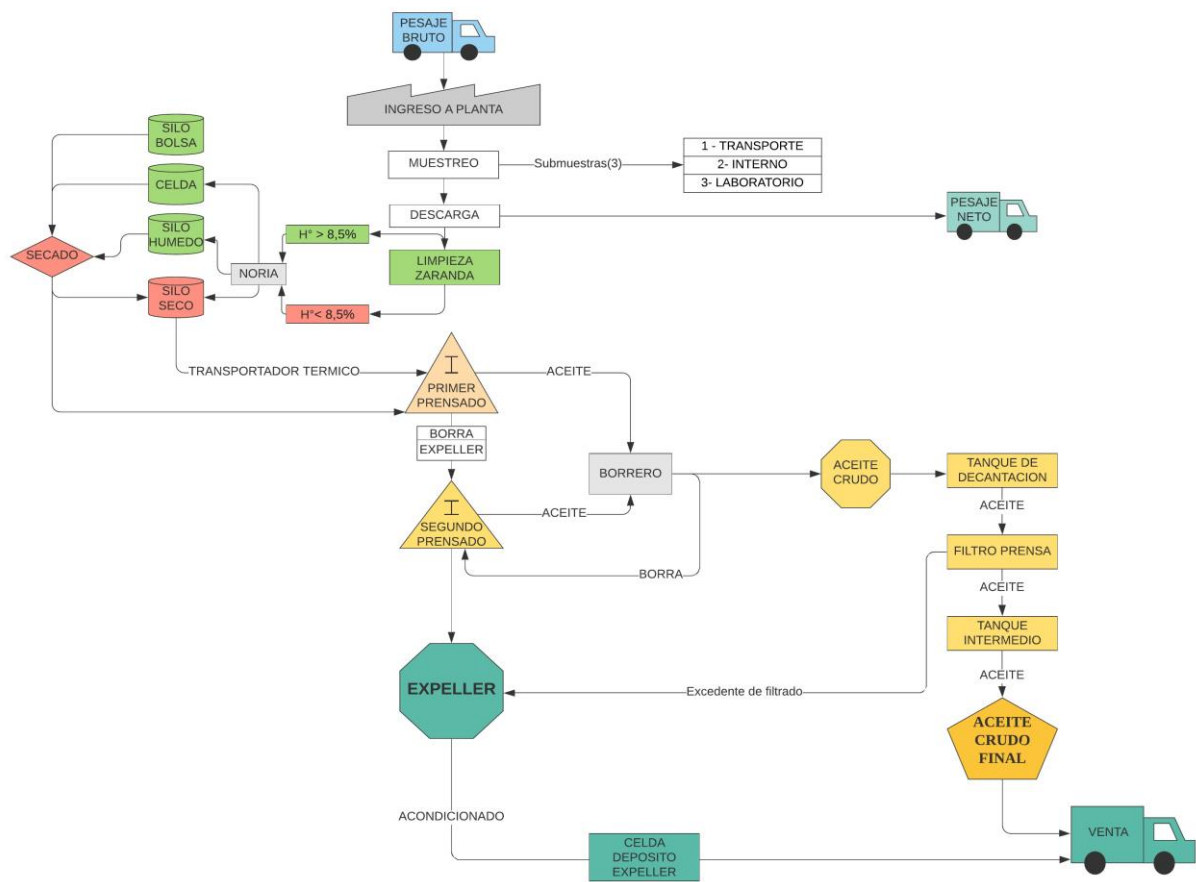 PESAJE
BRUTO
INGRESO A PLANTA
MUESTREO
Submuestras(3)
1 - TRANSPORTE
2- INTERNO
3- LABORATORIO
DESCARGA
PESAJE
NETO
SILO
BOLSA
CELDA
SILO
HUMEDO
SECADO
SILO
SECO
NORIA
H° > 8,5%
LIMPIEZA
ZARANDA
H°< 8,5%
TRANSPORTADOR TERMICO
PRIMER
PRENSADO
ACEITE
BORRA
EXPELLER
BORRERO
ACEITE
CRUDO
TANQUE DE
DECANTACION
ACEITE
SEGUNDO
PRENSADO
ACEITE
BORRA
FILTRO PRENSA
ACEITE
TANQUE
INTERMEDIO
ACEITE
EXPELLER
Excedente de filtrado
ACEITE
CRUDO
FINAL
ACONDICIONADO
CELDA
DEPOSITO
EXPELLER
VENTA